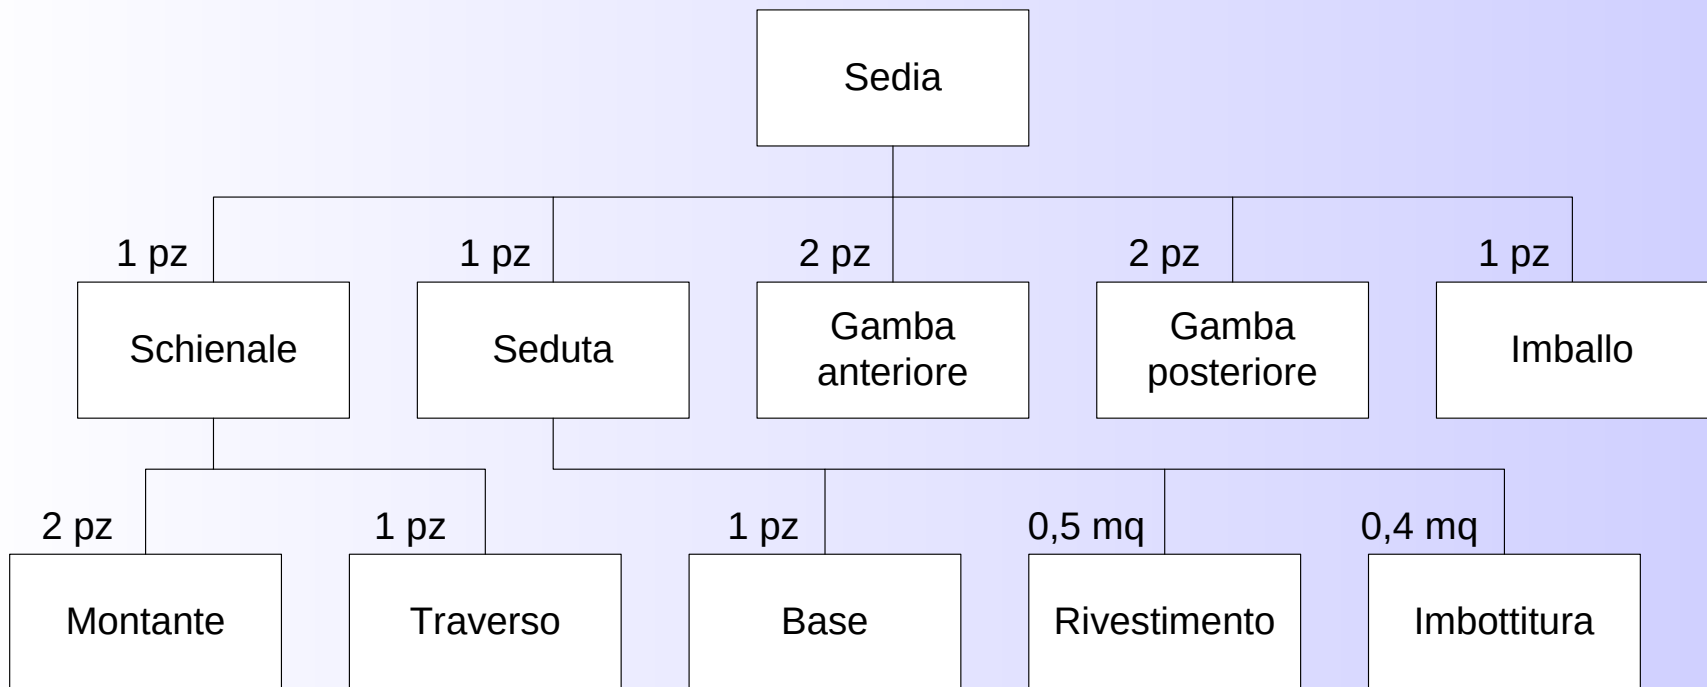 Sedia
1 pz
1 pz
2 pz
2 pz
1 pz
Schienale
Seduta
Gamba
anteriore
Gamba
posteriore
Imballo
2 pz
1 pz
1 pz
0,5 mq
0,4 mq
Montante
Traverso
Base
Rivestimento
Imbottitura